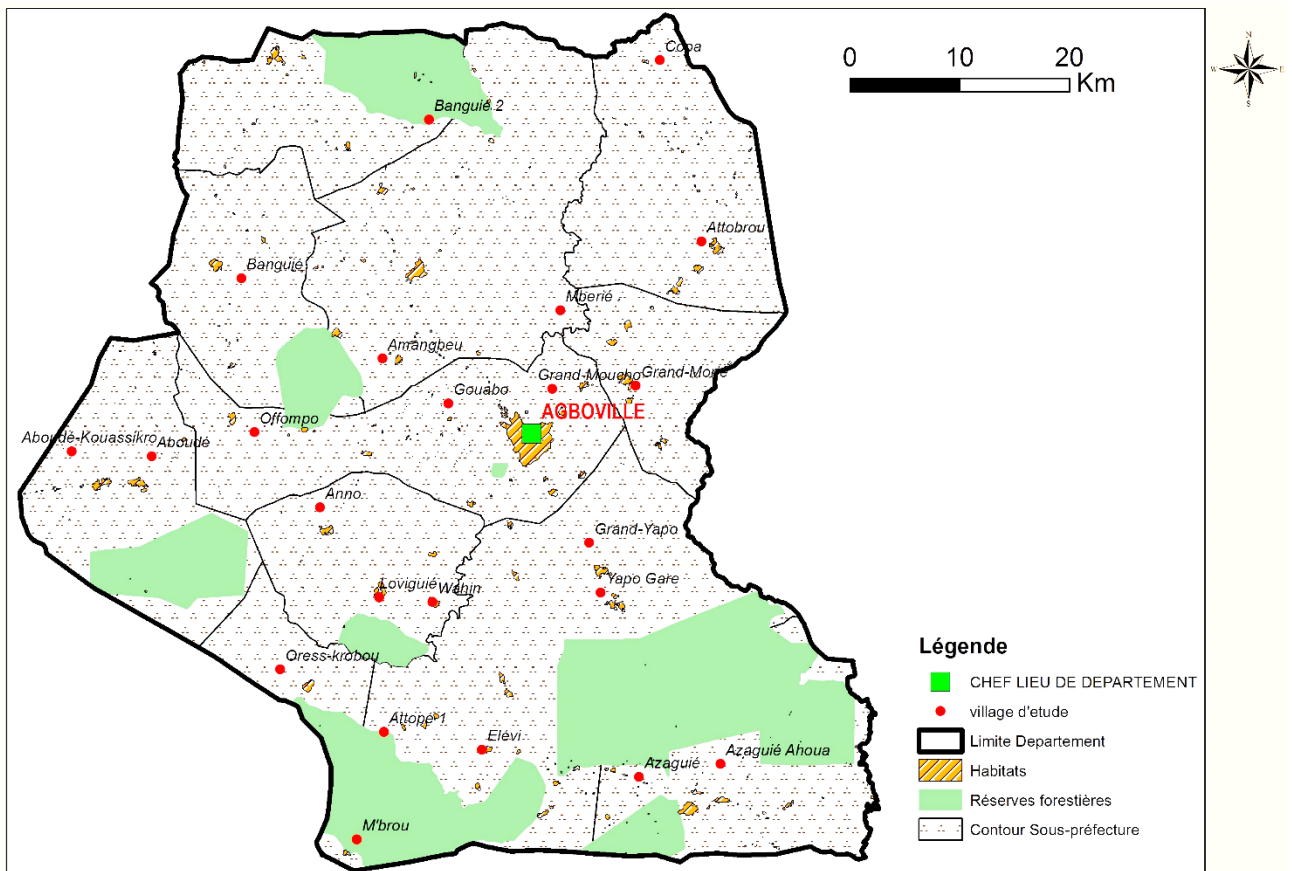 Copa
0 10 20
Km
N
W E
S
Banguié 2
Attobrou
Banguié
Mberié
Amangbeu
Grand-Moucho
Grand-Morié
Gouabo
AGBOVILLE
Offompo
Aboudé-Kouassikro
Aboudé
Anno
Grand-Yapo
Loviguié
Wahin
Yapo Gare
Oress-krobou
Attopé 1
Elévi
Azaguié
Azaguié Ahoua
M'brou
Légende
CHEF LIEU DE DEPARTEMENT
village d'etude
Limite Departement
Habitats
Réserves forestières
Contour Sous-préfecture